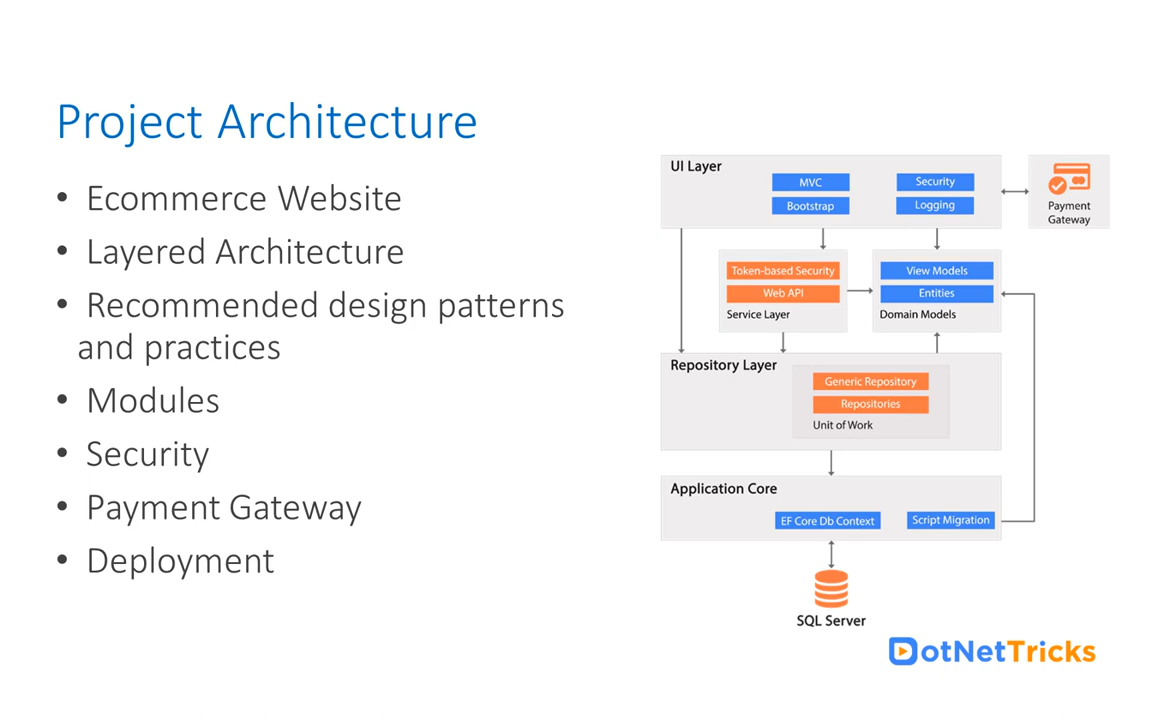 Project Architecture
• Ecommerce Website
• Layered Architecture
• Recommended design patterns
and practices
• Modules
• Security
• Payment Gateway
• Deployment
UI Layer
MVC
Security
Bootstrap
Logging
Payment
Gateway
Token-based Security
Web API
Service Layer
View Models
Entities
Domain Models
Repository Layer
Generic Repository
Repositories
Unit of Work
Application Core
EF Core Db Context
Script Migration
SQL Server
DotNetTricks